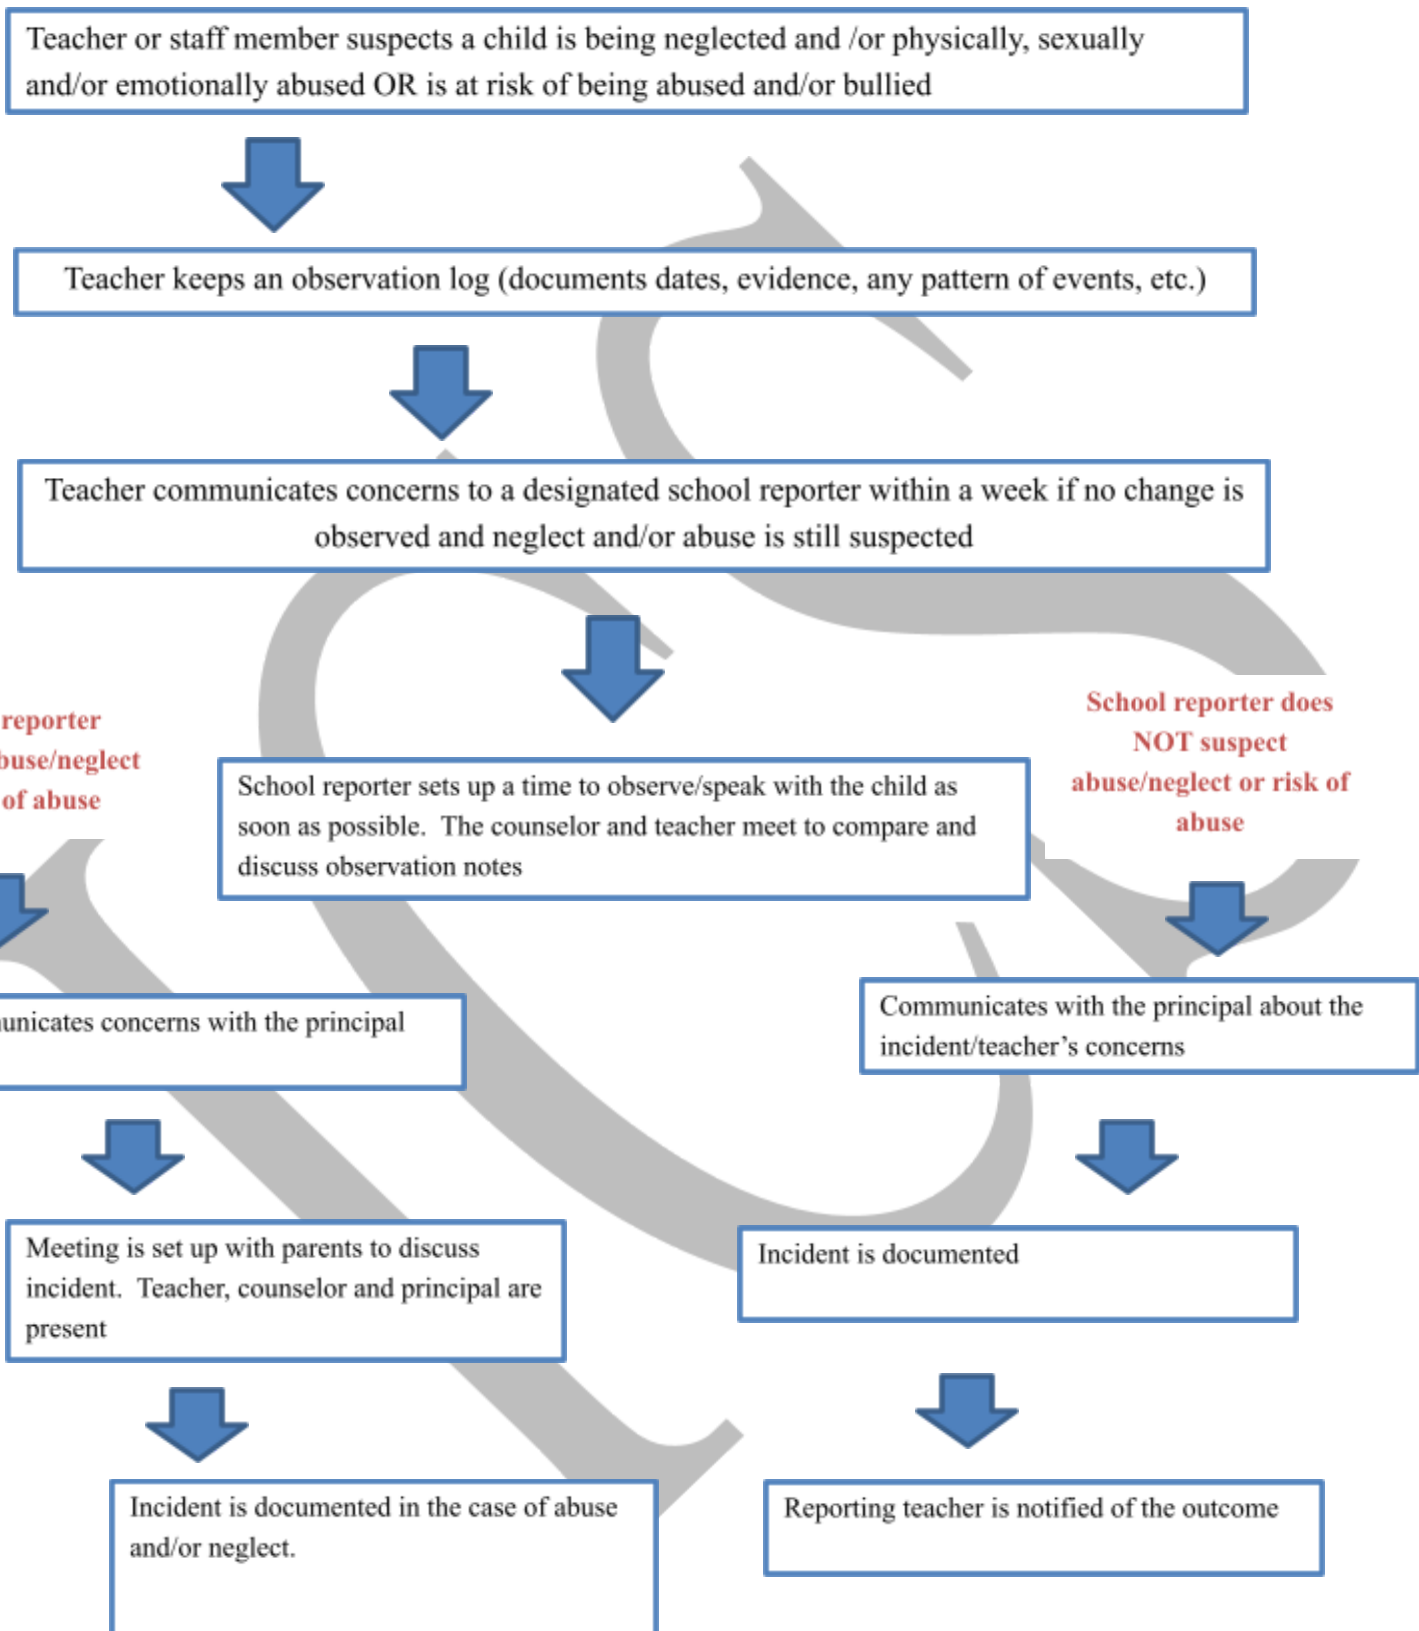 Teacher or staff member suspects a child is being neglected and /or physically, sexually
and/or emotionally abused OR is at risk of being abused and/or bullied
Teacher keeps an observation log (documents dates, evidence, any pattern of events, etc.)
Teacher communicates concerns to a designated school reporter within a week if no change is
observed and neglect and/or abuse is still suspected
reporter
buse/neglect
of abuse
School reporter sets up a time to observe/speak with the child as
soon as possible. The counselor and teacher meet to compare and
discuss observation notes
School reporter does
NOT suspect
abuse/neglect or risk of
abuse
unicates concerns with the principal
Communicates with the principal about the
incident/teacher’s concerns
Meeting is set up with parents to discuss
incident. Teacher, counselor and principal are
present
Incident is documented
Incident is documented in the case of abuse
and/or neglect.
Reporting teacher is notified of the outcome